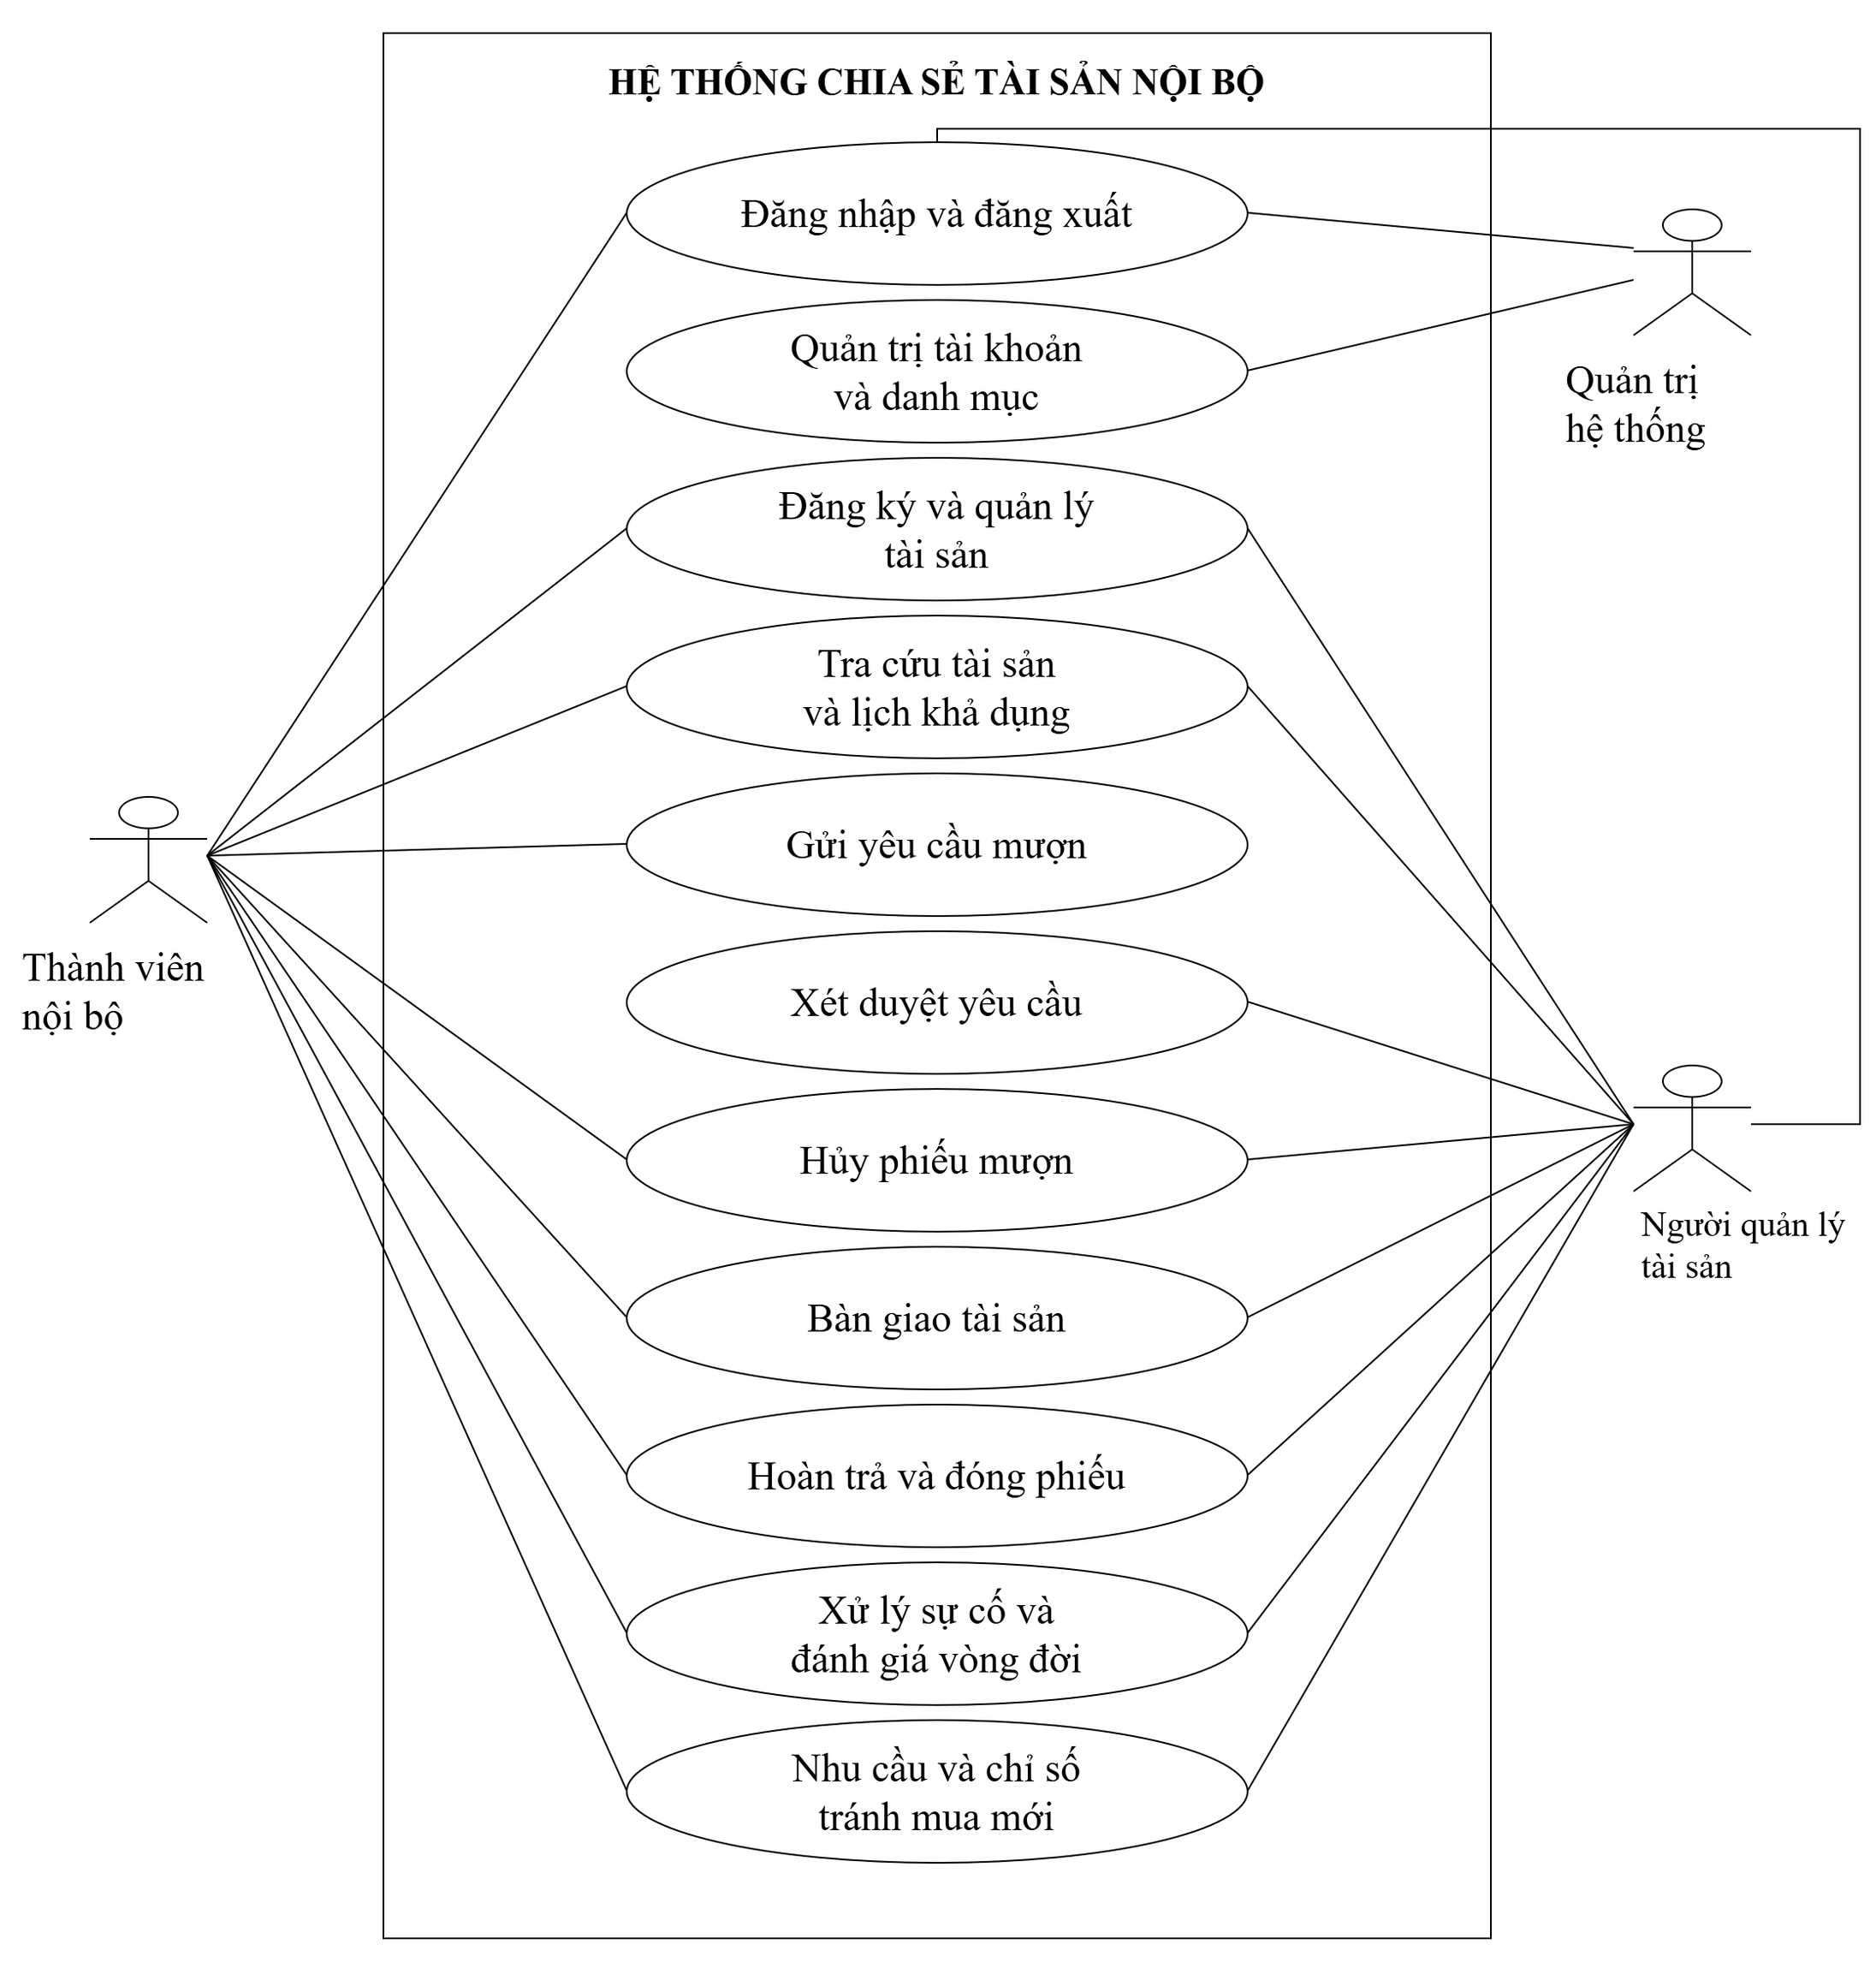 HỆ THỐNG CHIA SẺ TÀI SẢN NỘI BỘ
Đăng nhập và đăng xuất
Quản trị tài khoản
và danh mục
Quản trị
hệ thống
Đăng ký và quản lý
tài sản
Tra cứu tài sản
và lịch khả dụng
Gửi yêu cầu mượn
Thành viên
nội bộ
Xét duyệt yêu cầu
Hủy phiếu mượn
Người quản lý
tài sản
Bàn giao tài sản
Hoàn trả và đóng phiếu
Xử lý sự cố và
đánh giá vòng đời
Nhu cầu và chỉ số
tránh mua mới